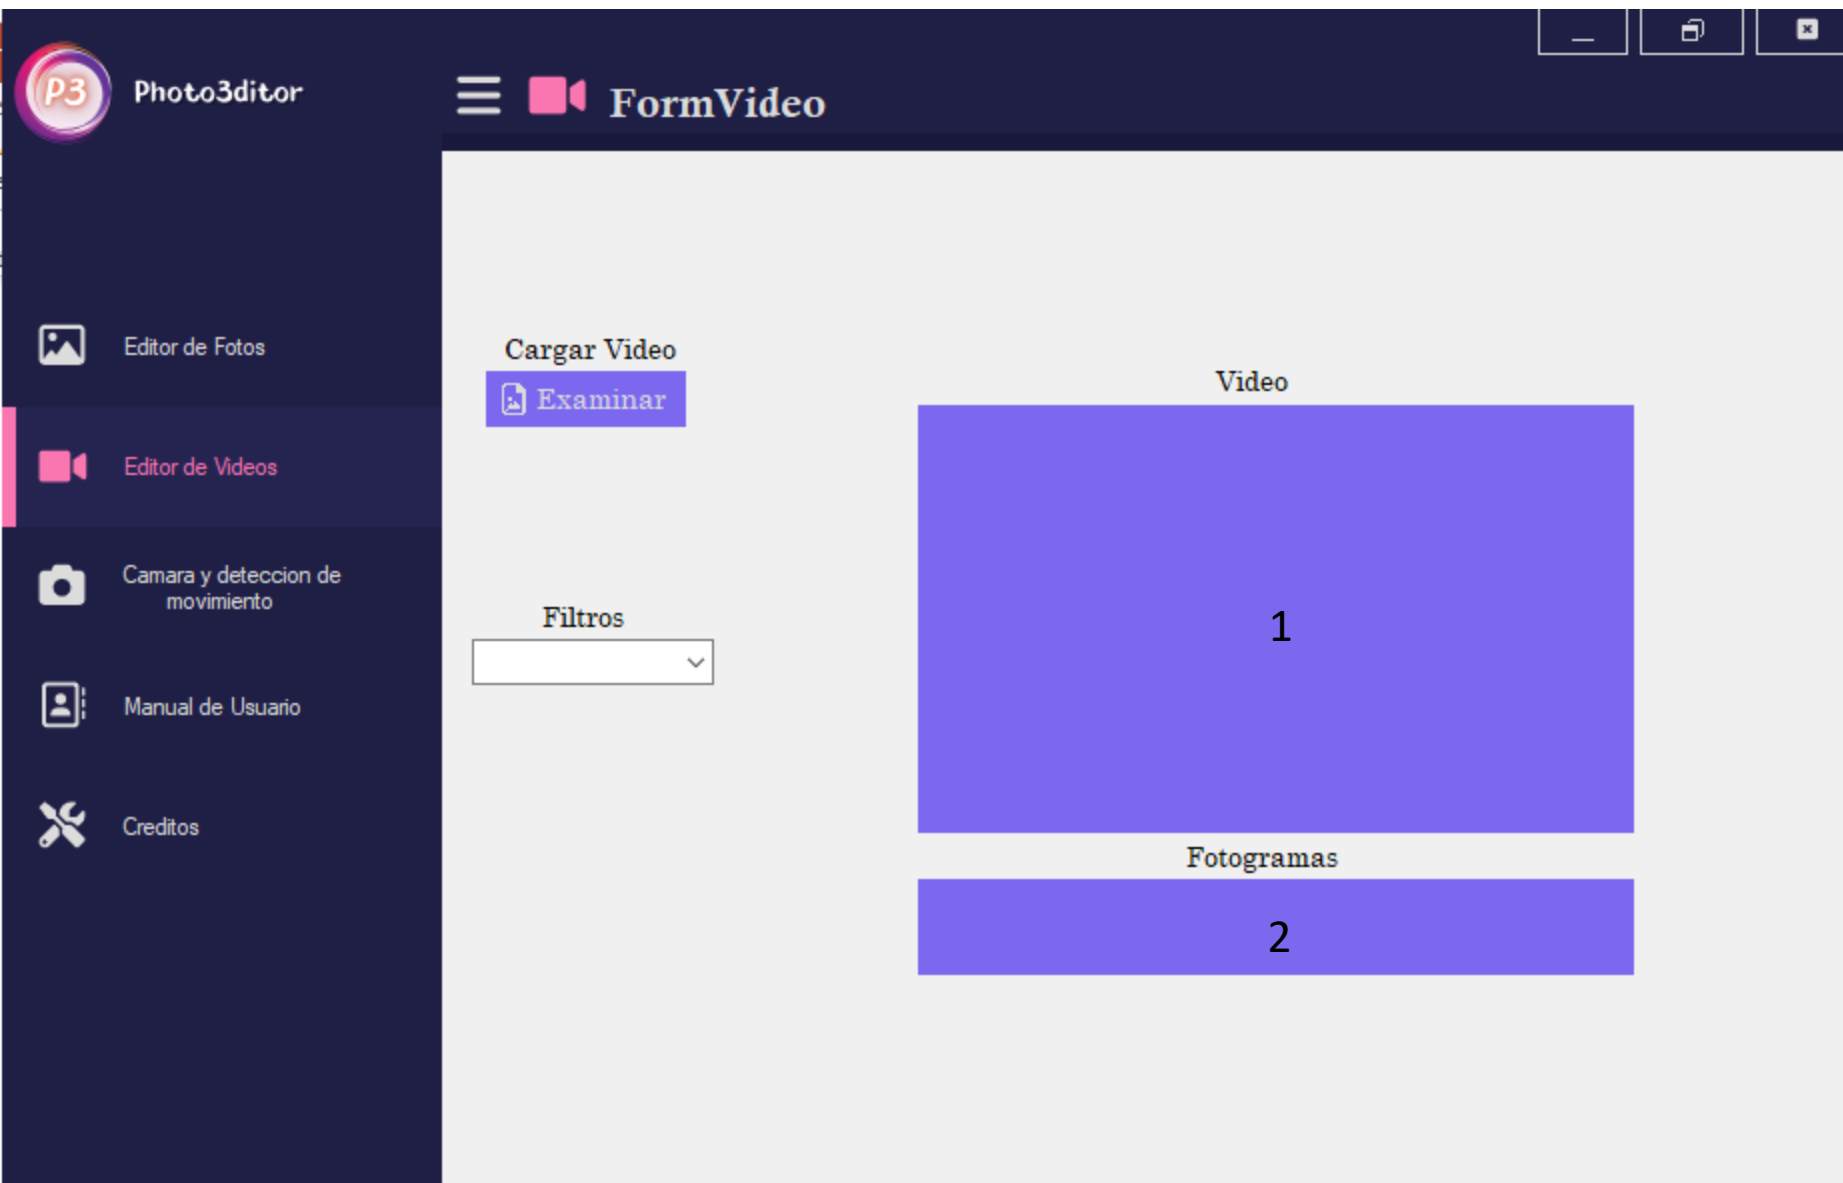 P3
Photo3ditor
FormVideo
Editor de Fotos
Editor de Videos
Camara y deteccion de
movimiento
Manual de Usuario
Creditos
Cargar Video
Examinar
Filtros
Video
1
Fotogramas
2